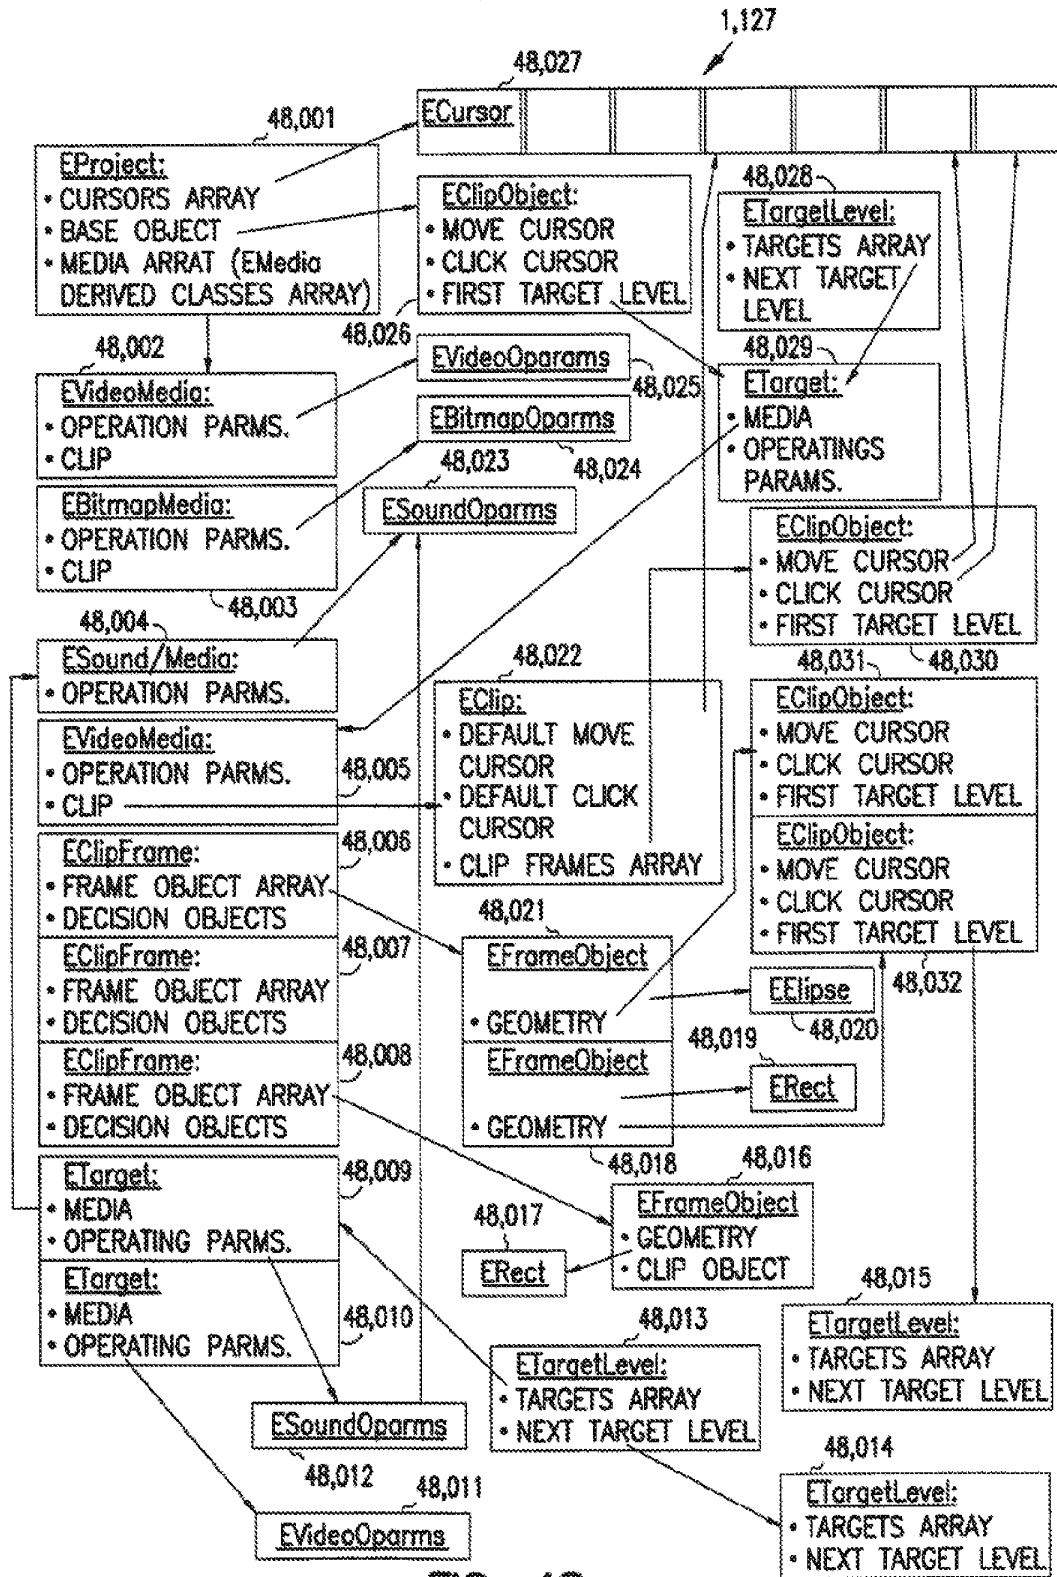 1,127
48,027
ECursor
48,001
EProject:
• CURSORS ARRAY
• BASE OBJECT
• MEDIA ARRAT (EMedia
DERIVED CLASSES ARRAY)
EClipObject:
• MOVE CURSOR
• CLICK CURSOR
• FIRST TARGET LEVEL
48,026
48,028
ETargetLevel:
• TARGETS ARRAY
• NEXT TARGET
LEVEL
48,002
EVideoMedia:
• OPERATION PARMS.
• CLIP
EVideoOparams
48,025
48,029
ETarget:
• MEDIA
• OPERATINGS
PARAMS.
EBitmapOparms
48,024
EBitmapMedia:
• OPERATION PARMS.
• CLIP
48,003
48,023
ESoundOparms
EClipObject:
• MOVE CURSOR
• CLICK CURSOR
• FIRST TARGET LEVEL
48,030
48,004
ESound/Media:
• OPERATION PARMS.
EVideoMedia:
• OPERATION PARMS.
• CLIP
48,005
48,022
EClip:
• DEFAULT MOVE
CURSOR
• DEFAULT CLICK
CURSOR
• CLIP FRAMES ARRAY
48,031
EClipObject:
• MOVE CURSOR
• CLICK CURSOR
• FIRST TARGET LEVEL
EClipObject:
• MOVE CURSOR
• CLICK CURSOR
• FIRST TARGET LEVEL
48,032
EClipFrame:
• FRAME OBJECT ARRAY
• DECISION OBJECTS
48,006
EClipFrame:
• FRAME OBJECT ARRAY
• DECISION OBJECTS
48,007
EClipFrame:
• FRAME OBJECT ARRAY
• DECISION OBJECTS
48,008
48,021
EFrameObject
• GEOMETRY
EFrameObject
• GEOMETRY
48,018
EElipse
48,020
48,019
ERect
ETarget:
• MEDIA
• OPERATING PARMS.
48,009
ETarget:
• MEDIA
• OPERATING PARMS.
48,010
48,016
EFrameObject
• GEOMETRY
• CLIP OBJECT
48,017
ERect
48,015
ETargetLevel:
• TARGETS ARRAY
• NEXT TARGET LEVEL
48,013
ETargetLevel:
• TARGETS ARRAY
• NEXT TARGET LEVEL
ESoundOparms
48,012
48,011
EVideoOparms
48,014
ETargetLevel:
• TARGETS ARRAY
• NEXT TARGET LEVEL